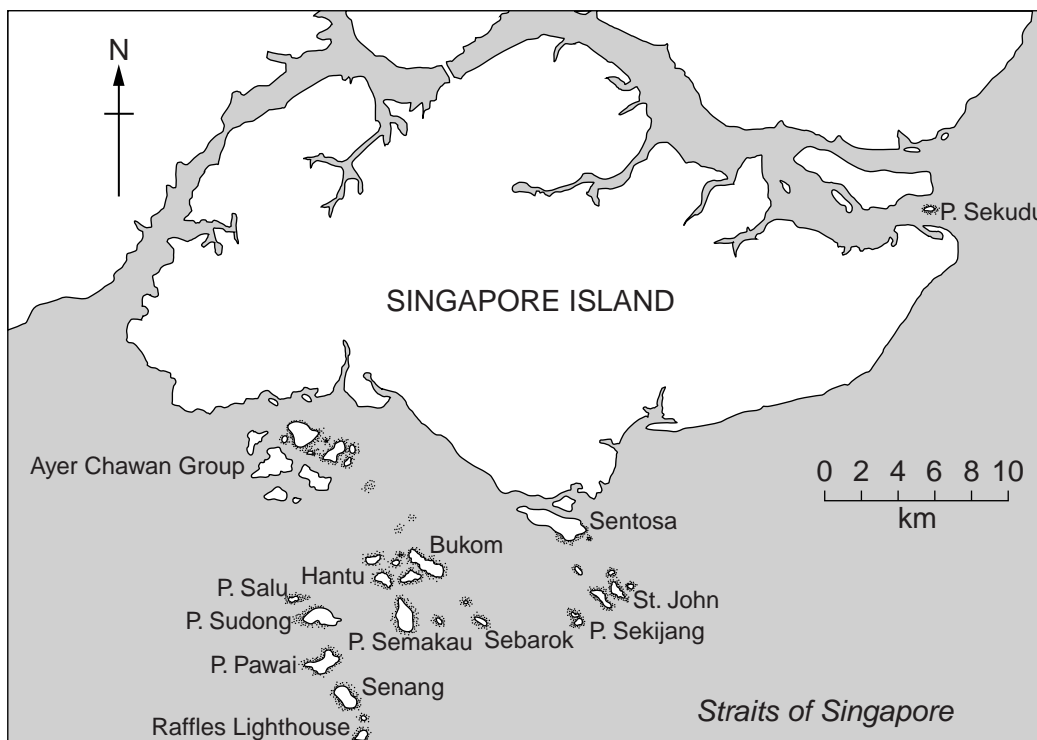 N
P. Sekudu
SINGAPORE ISLAND
Ayer Chawan Group
0 2 4 6 8 10
km
Sentosa
Bukom
Hantu
P. Salu
St. John
P. Sudong
P. Semakau
Sebarok
P. Sekijang
P. Pawai
Senang
Raffles Lighthouse
Straits of Singapore